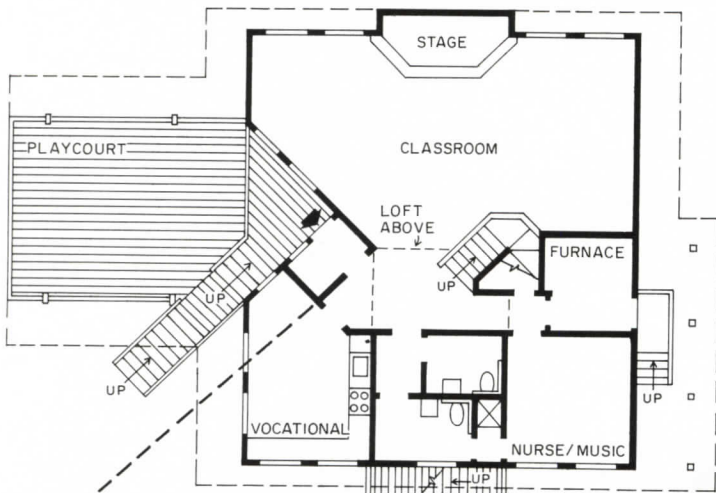 STAGE
PLAYCOURT
CLASSROOM
LOFT
ABOVE
FURNACE
UP
UP
UP
UP
VOCATIONAL
NURSE/MUSIC
UP